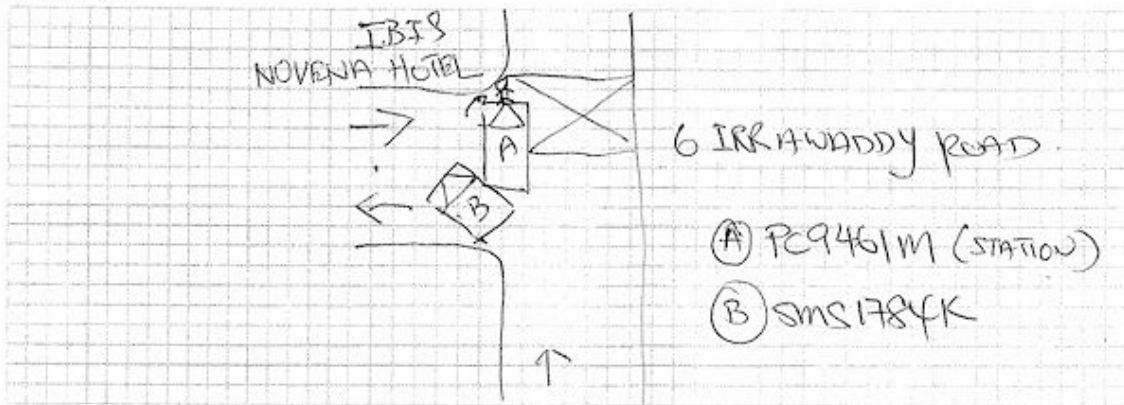 IBIS
NOVENA HOTEL
A
B
6 IRRAWADDY ROAD
A PC9461M (STATION)
B SMS1784K